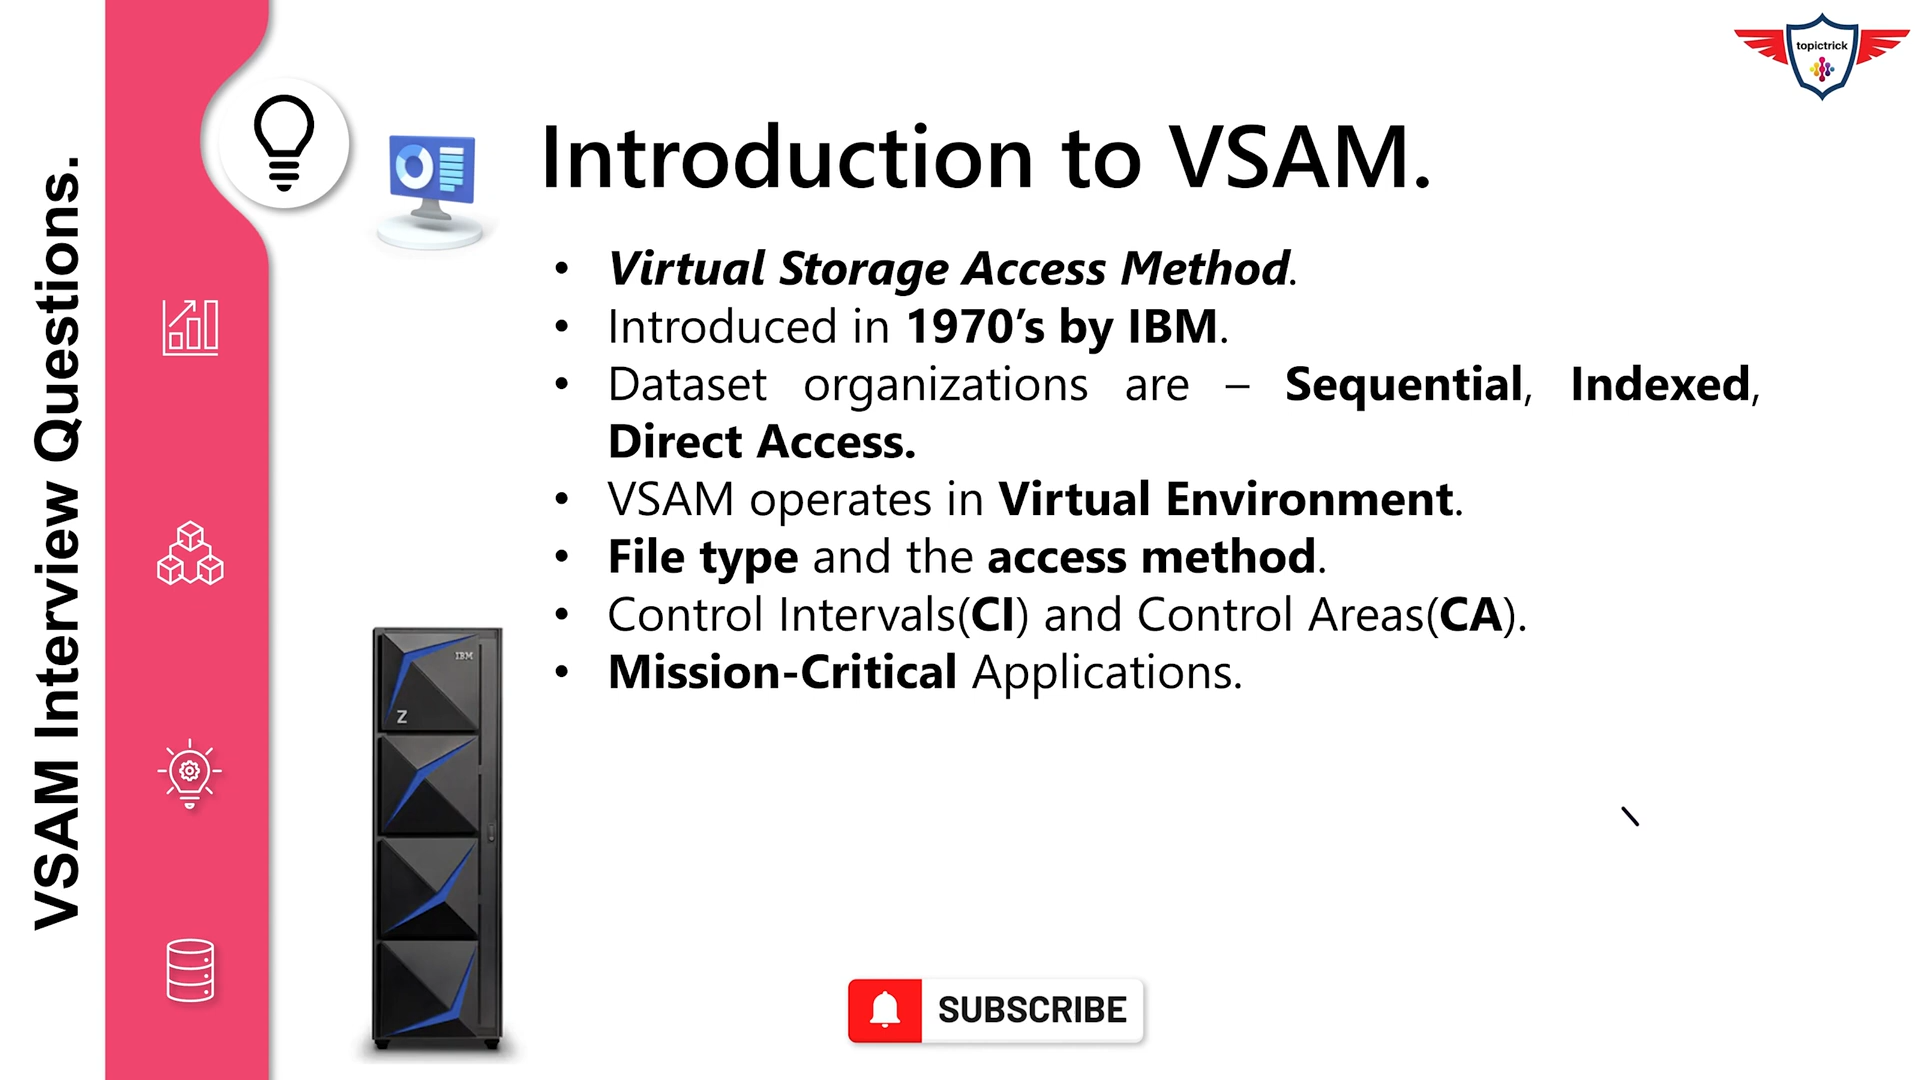 VSAM Interview Questions.
topictrick
Introduction to VSAM.
• Virtual Storage Access Method.
• Introduced in 1970’s by IBM.
• Dataset organizations are – Sequential, Indexed,
Direct Access.
• VSAM operates in Virtual Environment.
• File type and the access method.
• Control Intervals(CI) and Control Areas(CA).
• Mission-Critical Applications.
IBM
Z
SUBSCRIBE